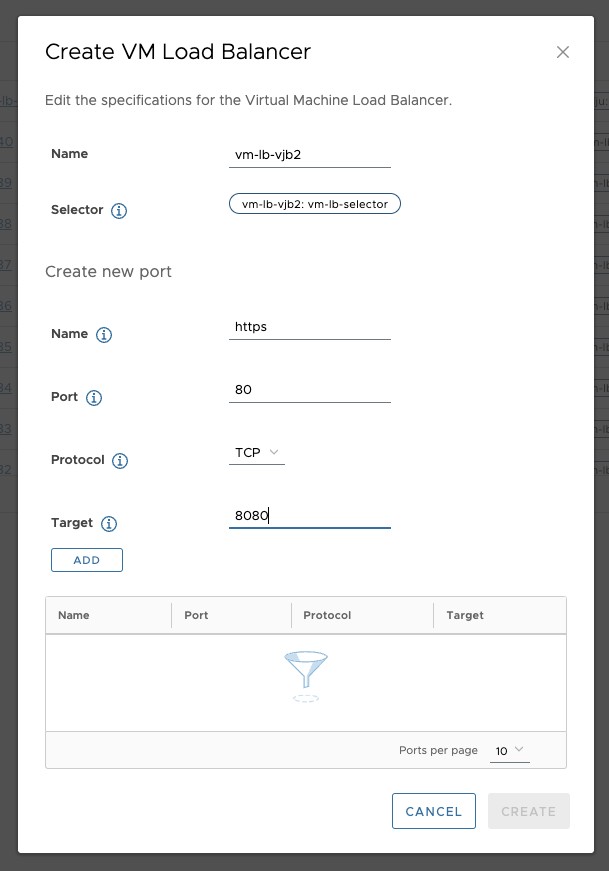 Create VM Load Balancer
Edit the specifications for the Virtual Machine Load Balancer.
Name vm-lb-vjb2
Selector vm-lb-vjb2: vm-lb-selector
Create new port
Name https
Port 80
Protocol TCP
Target 8080
ADD
Name Port Protocol Target
Ports per page 10
CANCEL CREATE